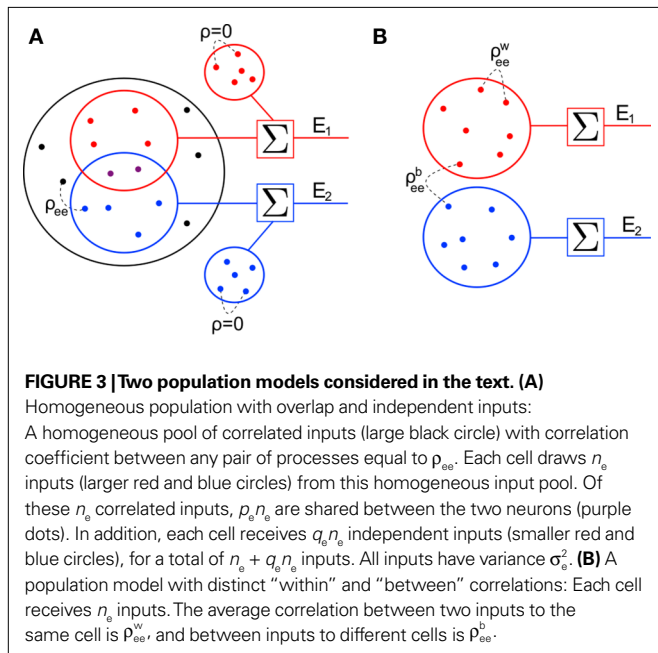 A
ρ=0
Σ
E₁
ρₑₑ
Σ
E₂
ρ=0
B
ρₑₑʷ
Σ
E₁
ρₑₑᵇ
Σ
E₂
FIGURE 3 | Two population models considered in the text. (A)
Homogeneous population with overlap and independent inputs:
A homogeneous pool of correlated inputs (large black circle) with correlation
coefficient between any pair of processes equal to ρₑₑ. Each cell draws nₑ
inputs (larger red and blue circles) from this homogeneous input pool. Of
these nₑ correlated inputs, pₑnₑ are shared between the two neurons (purple
dots). In addition, each cell receives qₑnₑ independent inputs (smaller red and
blue circles), for a total of nₑ + qₑnₑ inputs. All inputs have variance σₑ². (B) A
population model with distinct “within” and “between” correlations: Each cell
receives nₑ inputs. The average correlation between two inputs to the
same cell is ρₑₑʷ, and between inputs to different cells is ρₑₑᵇ.